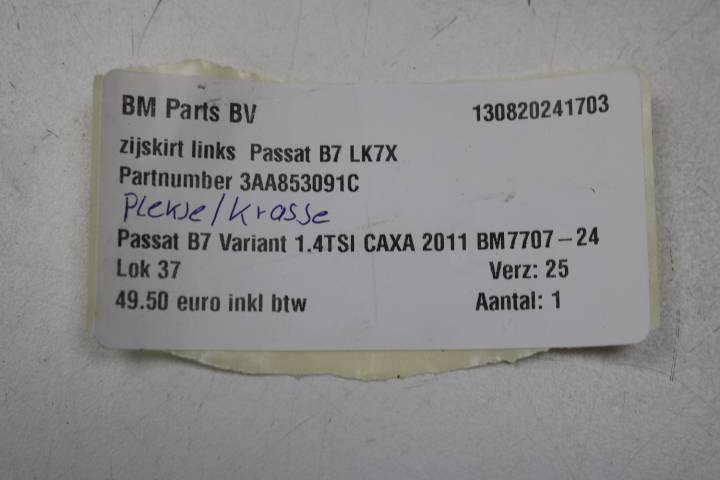 BM Parts BV 130820241703
zijskirt links Passat B7 LK7X
Partnumber 3AA853091C
Plekje/Krasse
Passat B7 Variant 1.4TSI CAXA 2011 BM7707-24
Lok 37 Verz: 25
49.50 euro inkl btw Aantal: 1